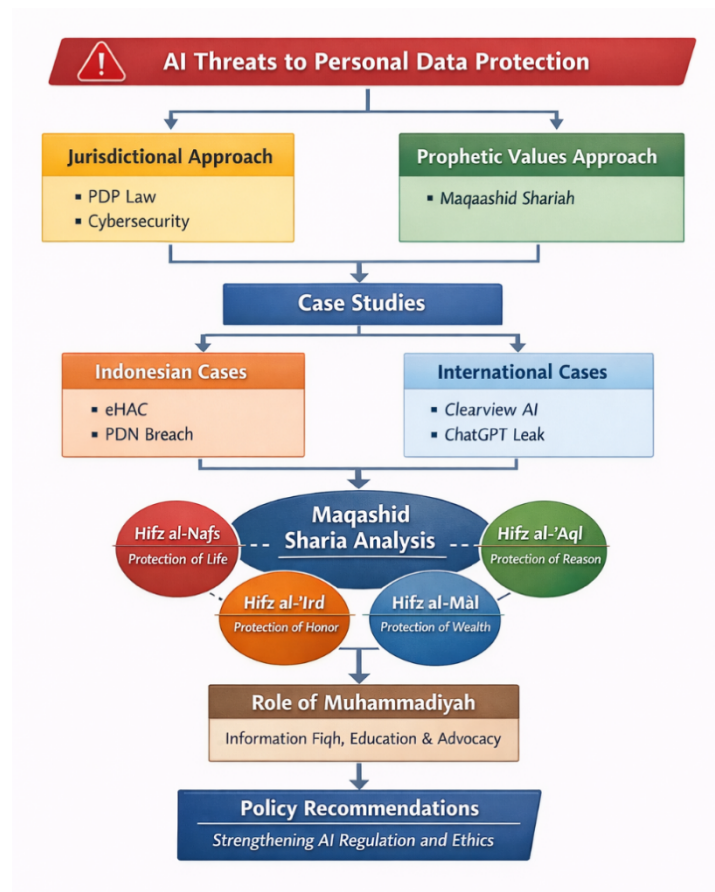 AI Threats to Personal Data Protection
Jurisdictional Approach
▪ PDP Law
▪ Cybersecurity
Prophetic Values Approach
▪ Maqaashid Shariah
Case Studies
Indonesian Cases
▪ eHAC
▪ PDN Breach
International Cases
▪ Clearview AI
▪ ChatGPT Leak
Maqashid
Sharia Analysis
Hifz al-Nafs
Protection of Life
Hifz al-'Aql
Protection of Reason
Hifz al-'Ird
Protection of Honor
Hifz al-Màl
Protection of Wealth
Role of Muhammadiyah
Information Fiqh, Education & Advocacy
Policy Recommendations
Strengthening AI Regulation and Ethics